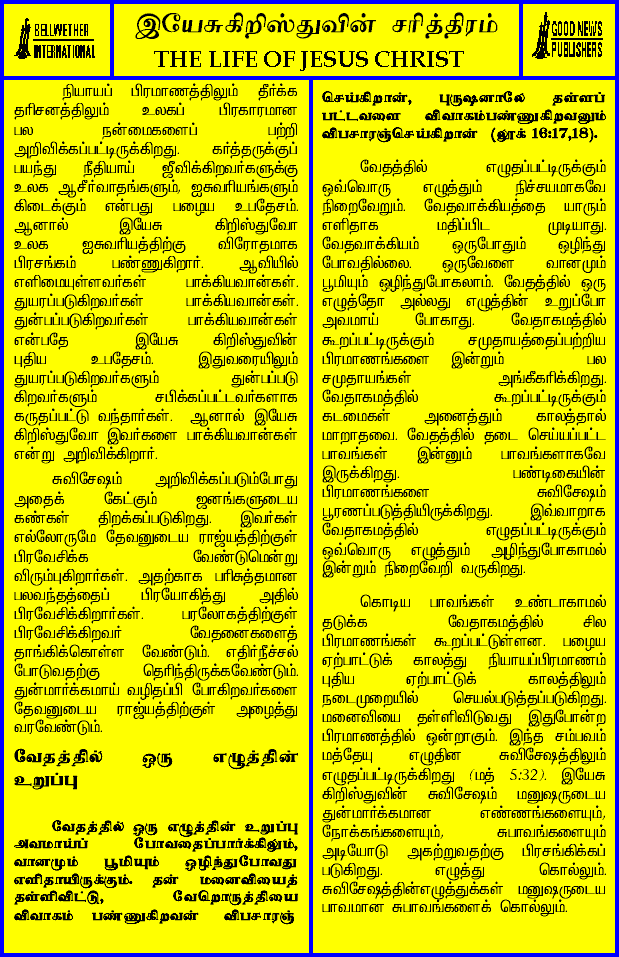 BELLWETHER
INTERNATIONAL
இயேசுகிறிஸ்துவின் சரித்திரம்
THE LIFE OF JESUS CHRIST
GOOD NEWS
PUBLISHERS
நியாயப் பிரமாணத்திலும் தீர்க்க
தரிசனத்திலும் உலகப் பிரகாரமான
பல நன்மைகளைப் பற்றி
அறிவிக்கப்பட்டிருக்கிறது. கர்த்தருக்குப்
பயந்து நீதியாய் ஜீவிக்கிறவர்களுக்கு
உலக ஆசீர்வாதங்களும், ஐசுவரியங்களும்
கிடைக்கும் என்பது பழைய உபதேசம்.
ஆனால் இயேசு கிறிஸ்துவோ
உலக ஐசுவரியத்திற்கு விரோதமாக
பிரசங்கம் பண்ணுகிறார். ஆவியில்
எளிமையுள்ளவர்கள் பாக்கியவான்கள்.
துயரப்படுகிறவர்கள் பாக்கியவான்கள்.
துன்பப்படுகிறவர்கள் பாக்கியவான்கள்
என்பதே இயேசு கிறிஸ்துவின்
புதிய உபதேசம். இதுவரையிலும்
துயரப்படுகிறவர்களும் துன்பப்படு
கிறவர்களும் சபிக்கப்பட்டவர்களாக
கருதப்பட்டு வந்தார்கள். ஆனால் இயேசு
கிறிஸ்துவோ இவர்களை பாக்கியவான்கள்
என்று அறிவிக்கிறார்.
சுவிசேஷம் அறிவிக்கப்படும்போது
அதைக் கேட்கும் ஜனங்களுடைய
கண்கள் திறக்கப்படுகிறது. இவர்கள்
எல்லோருமே தேவனுடைய ராஜ்யத்திற்குள்
பிரவேசிக்க வேண்டுமென்று
விரும்புகிறார்கள். அதற்காக பரிசுத்தமான
பலவந்தத்தைப் பிரயோகித்து அதில்
பிரவேசிக்கிறார்கள். பரலோகத்திற்குள்
பிரவேசிக்கிறவர் வேதனைகளைத்
தாங்கிக்கொள்ள வேண்டும். எதிர்நீச்சல்
போடுவதற்கு தெரிந்திருக்கவேண்டும்.
துன்மார்க்கமாய் வழிதப்பி போகிறவர்களை
தேவனுடைய ராஜ்யத்திற்குள் அழைத்து
வரவேண்டும்.
வேதத்தில் ஒரு எழுத்தின்
உறுப்பு
வேதத்தில் ஒரு எழுத்தின் உறுப்பு
அவமாய்ப் போவதைப்பார்க்கிலும்,
வானமும் பூமியும் ஒழிந்துபோவது
எளிதாயிருக்கும். தன் மனைவியைத்
தள்ளிவிட்டு, வேறொருத்தியை
விவாகம் பண்ணுகிறவன் விபசாரஞ்
செய்கிறான், புருஷனாலே தள்ளப்
பட்டவளை விவாகம்பண்ணுகிறவனும்
விபசாரஞ்செய்கிறான் (லூக் 16:17,18).
வேதத்தில் எழுதப்பட்டிருக்கும்
ஒவ்வொரு எழுத்தும் நிச்சயமாகவே
நிறைவேறும். வேதவாக்கியத்தை யாரும்
எளிதாக மதிப்பிட முடியாது.
வேதவாக்கியம் ஒருபோதும் ஒழிந்து
போவதில்லை. ஒருவேளை வானமும்
பூமியும் ஒழிந்துபோகலாம். வேதத்தில் ஒரு
எழுத்தோ அல்லது எழுத்தின் உறுப்போ
அவமாய் போகாது. வேதாகமத்தில்
கூறப்பட்டிருக்கும் சமுதாயத்தைப்பற்றிய
பிரமாணங்களை இன்றும் பல
சமுதாயங்கள் அங்கீகரிக்கிறது.
வேதாகமத்தில் கூறப்பட்டிருக்கும்
கடமைகள் அனைத்தும் காலத்தால்
மாறாதவை. வேதத்தில் தடை செய்யப்பட்ட
பாவங்கள் இன்னும் பாவங்களாகவே
இருக்கிறது. பண்டிகையின்
பிரமாணங்களை சுவிசேஷம்
பூரணப்படுத்தியிருக்கிறது. இவ்வாறாக
வேதாகமத்தில் எழுதப்பட்டிருக்கும்
ஒவ்வொரு எழுத்தும் அழிந்துபோகாமல்
இன்றும் நிறைவேறி வருகிறது.
கொடிய பாவங்கள் உண்டாகாமல்
தடுக்க வேதாகமத்தில் சில
பிரமாணங்கள் கூறப்பட்டுள்ளன. பழைய
ஏற்பாட்டுக் காலத்து நியாயப்பிரமாணம்
புதிய ஏற்பாட்டுக் காலத்திலும்
நடைமுறையில் செயல்படுத்தப்படுகிறது.
மனைவியை தள்ளிவிடுவது இதுபோன்ற
பிரமாணத்தில் ஒன்றாகும். இந்த சம்பவம்
மத்தேயு எழுதின சுவிசேஷத்திலும்
எழுதப்பட்டிருக்கிறது (மத் 5:32). இயேசு
கிறிஸ்துவின் சுவிசேஷம் மனுஷருடைய
துன்மார்க்கமான எண்ணங்களையும்,
நோக்கங்களையும், சுபாவங்களையும்
அடியோடு அகற்றுவதற்கு பிரசங்கிக்கப்
படுகிறது. எழுத்து கொல்லும்.
சுவிசேஷத்தின்எழுத்துக்கள் மனுஷருடைய
பாவமான சுபாவங்களைக் கொல்லும்.